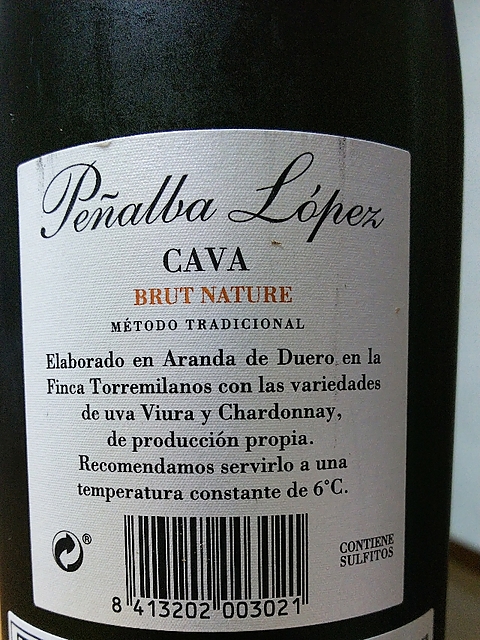 Peñalba López
CAVA
BRUT NATURE
MÉTODO TRADICIONAL
Elaborado en Aranda de Duero en la
Finca Torremilanos con las variedades
de uva Viura y Chardonnay,
de producción propia.
Recomendamos servirlo a una
temperatura constante de 6°C.
®
CONTIENE
SULFITOS
8 413202 003021